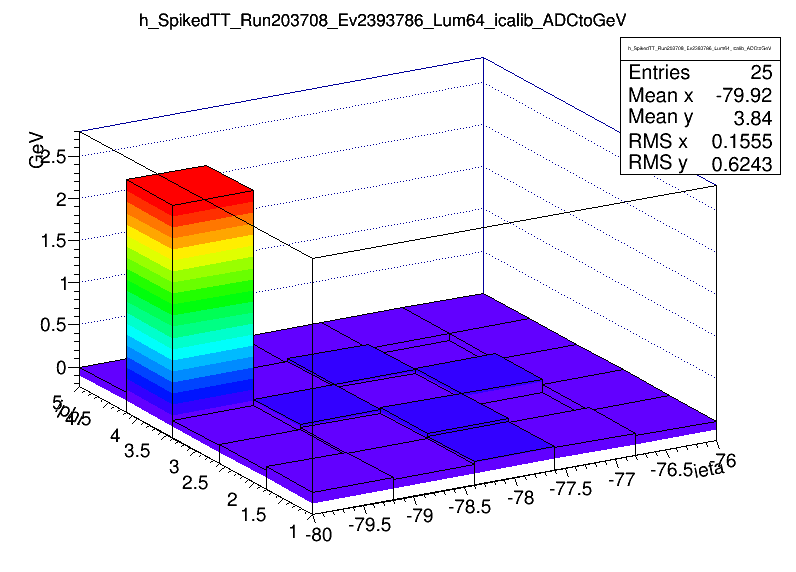 h_SpikedTT_Run203708_Ev2393786_Lum64_icalib_ADCtoGeV
h_SpikedTT_Run203708_Ev2393786_Lum64_icalib_ADCtoGeV
Entries 25
Mean x -79.92
Mean y 3.84
RMS x 0.1555
RMS y 0.6243
GeV
2.5
2
1.5
1
0.5
0
5
4.5
iphi
4
3.5
3
2.5
2
1.5
1
-80
-79.5
-79
-78.5
-78
-77.5
-77
-76.5
-76
ieta